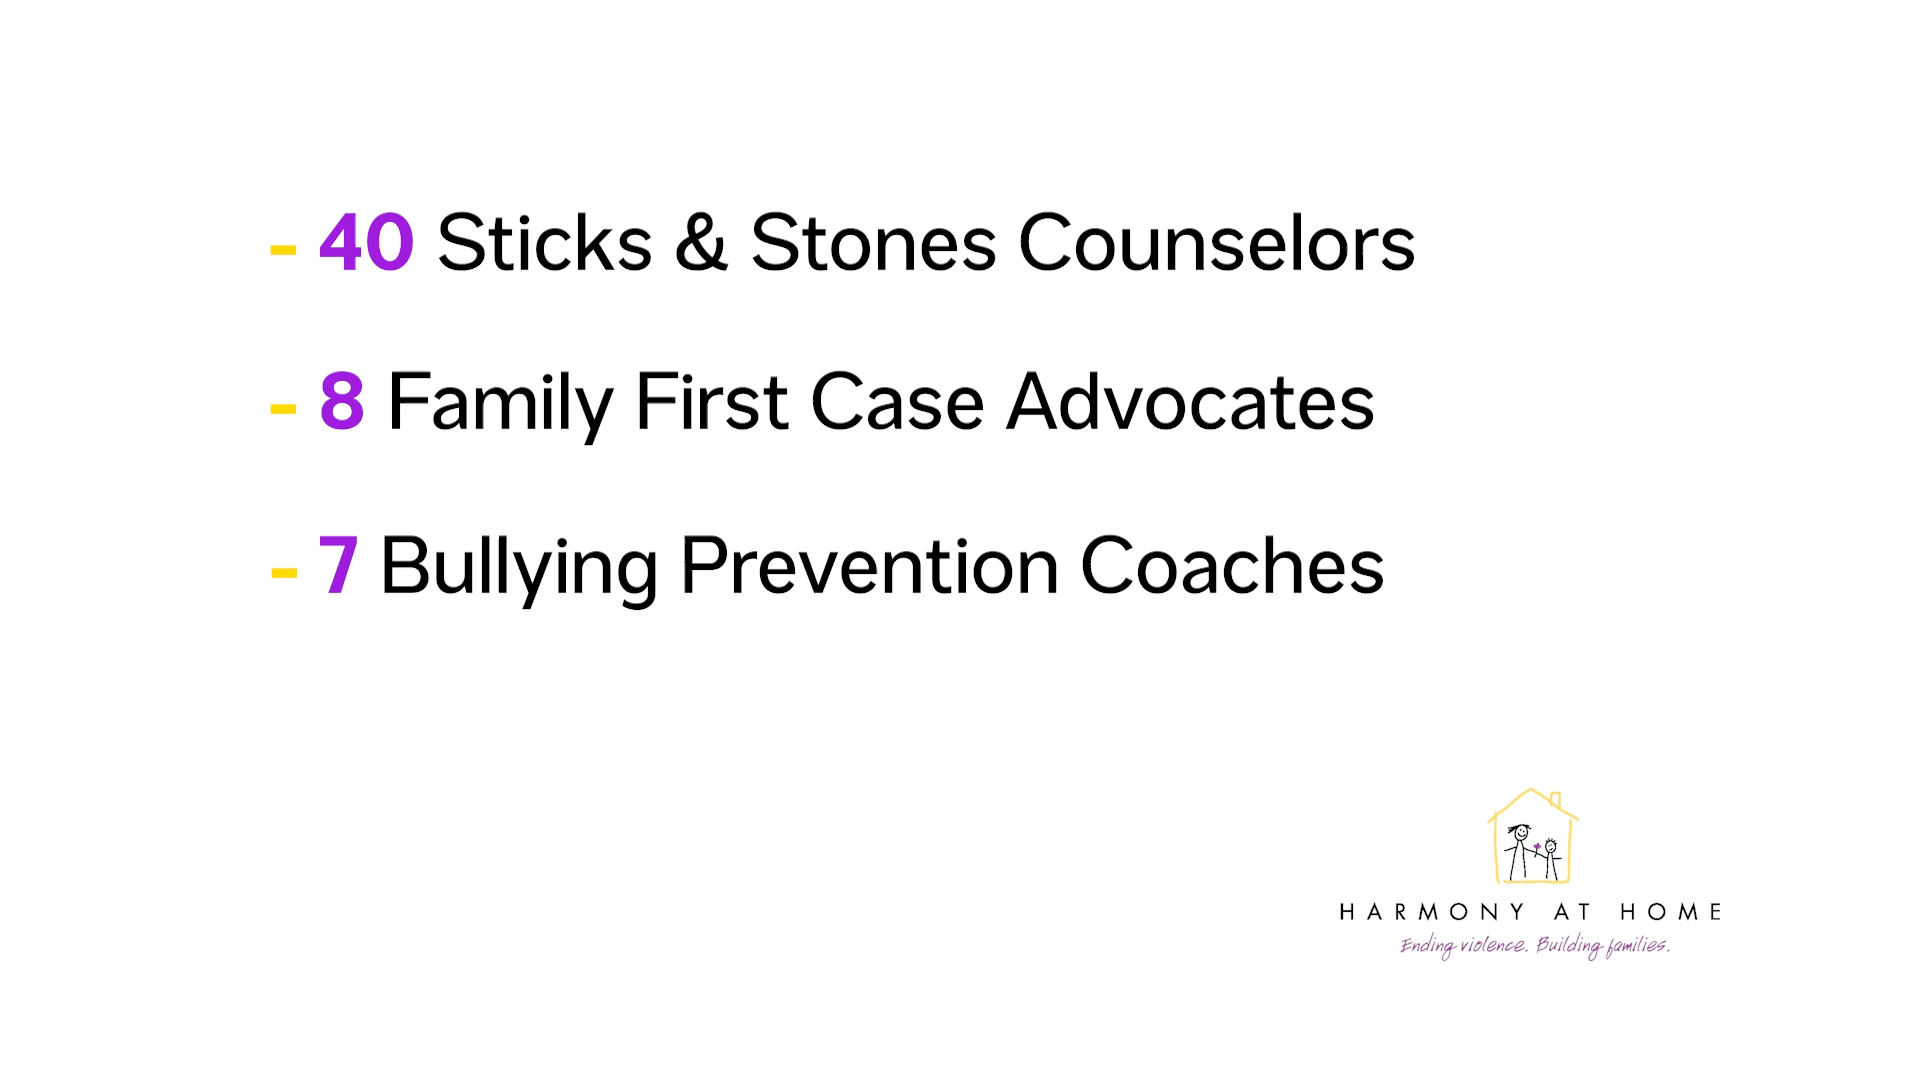 - 40 Sticks & Stones Counselors
- 8 Family First Case Advocates
- 7 Bullying Prevention Coaches
HARMONY AT HOME
Ending violence. Building families.